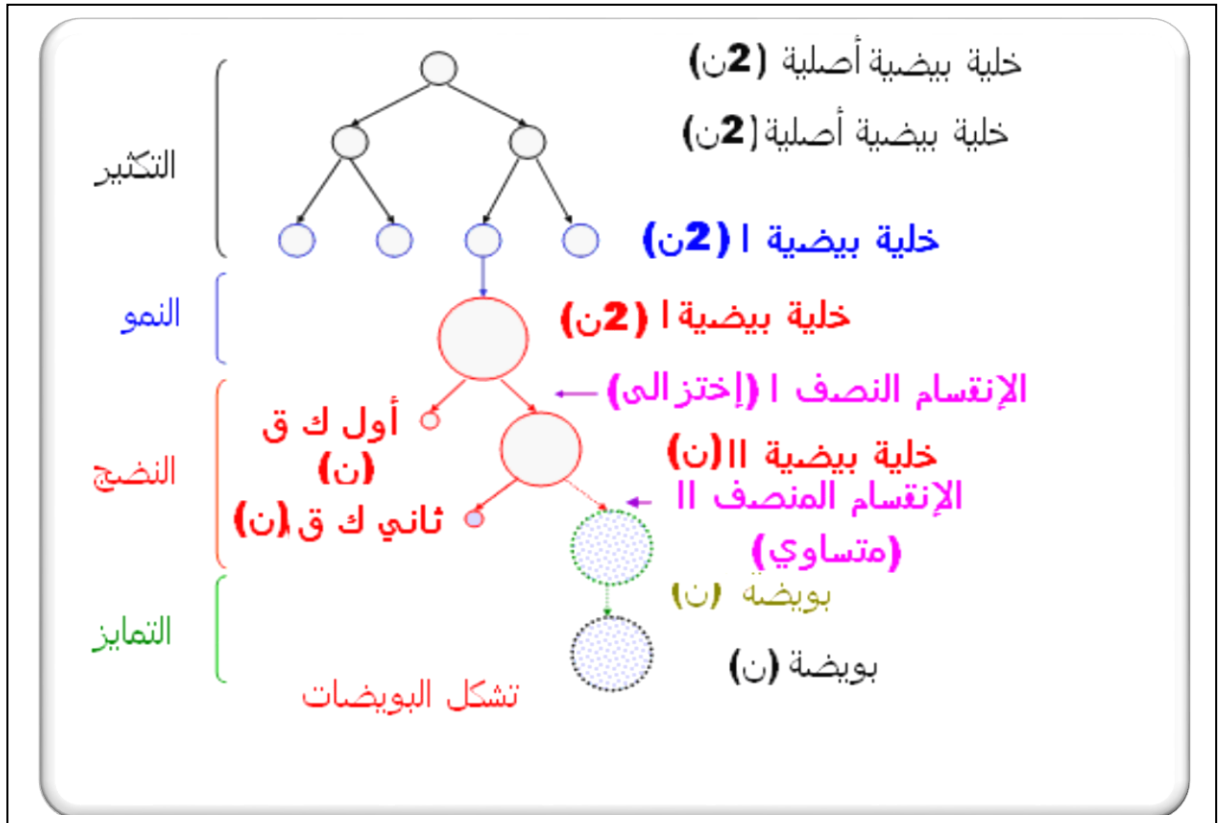 خلية بيضية أصلية (2ن)
خلية بيضية أصلية (2ن)
التكثير
خلية بيضية I (2ن)
النمو
خلية بيضية I (2ن)
الإنقسام النصف I (إختزالى)
أول ك ق
(ن)
خلية بيضية II (ن)
النضج
الإنقسام المنصف II
(متساوي)
ثاني ك ق (ن)
بويضة (ن)
التمايز
بويضة (ن)
تشكل البويضات